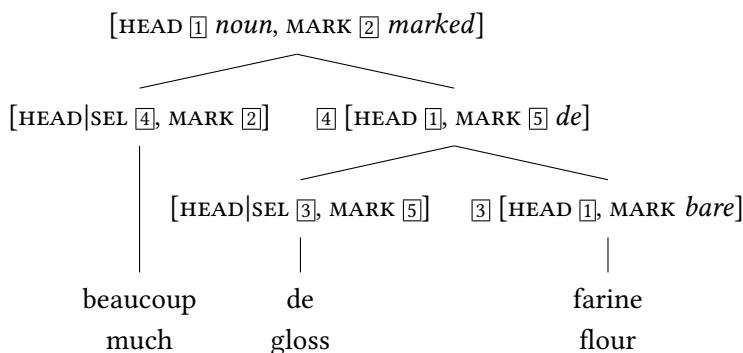 [HEAD 1 noun, MARK 2 marked]
[HEAD|SEL 4, MARK 2] 4 [HEAD 1, MARK 5 de]
[HEAD|SEL 3, MARK 5] 3 [HEAD 1, MARK bare]
beaucoup de farine
much gloss flour